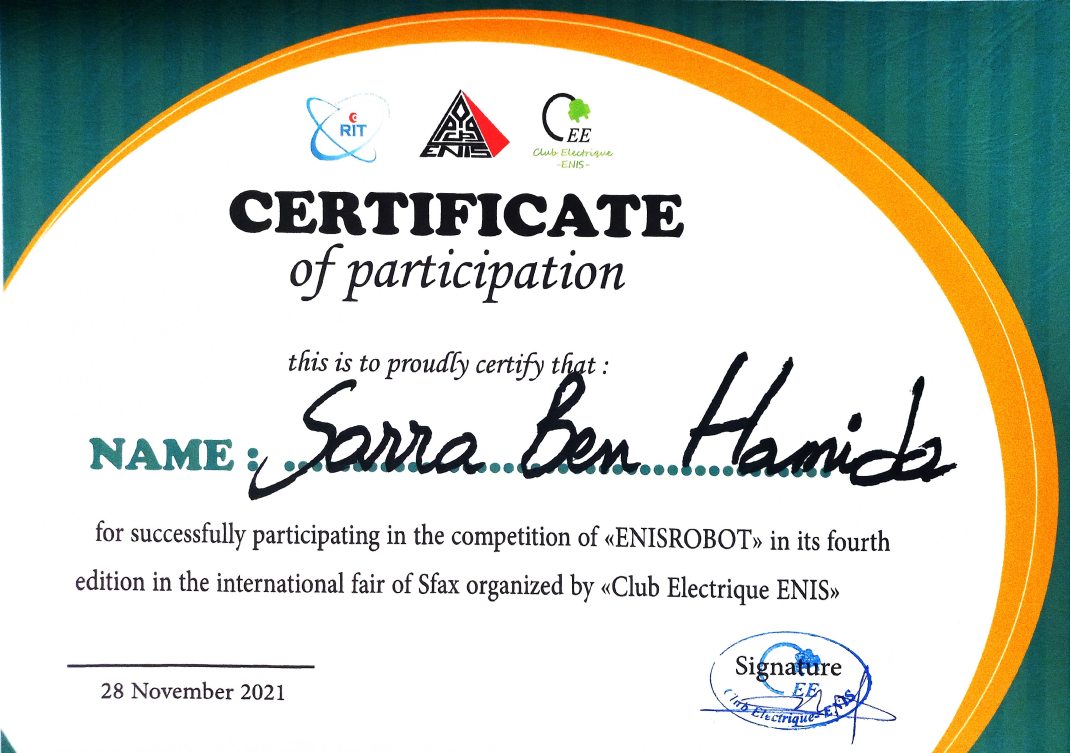 RIT
ENIS
CEE
Club Electrique
-ENIS-
CERTIFICATE
of participation
this is to proudly certify that :
NAME : Sarra Ben Hamida
for successfully participating in the competition of «ENISROBOT» in its fourth
edition in the international fair of Sfax organized by «Club Electrique ENIS»
28 November 2021
Signature
CEE
Club Electrique-ENIS